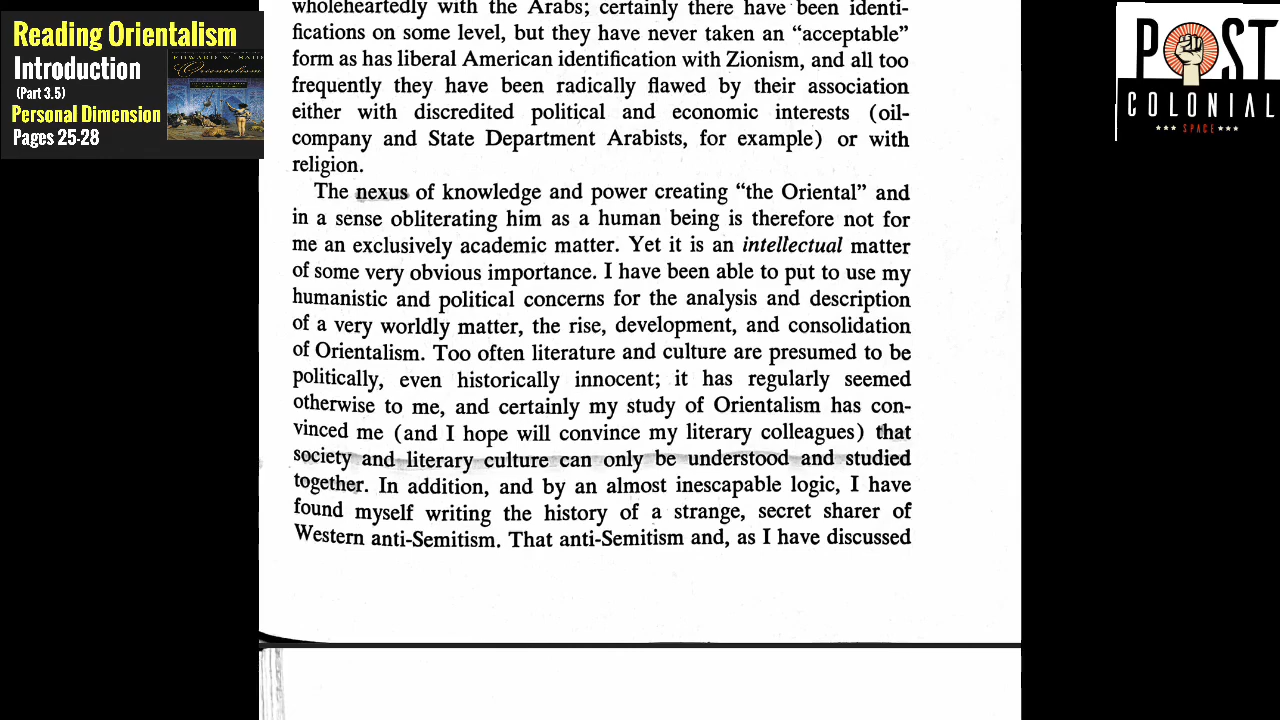 Reading Orientalism
Introduction
(Part 3.5)
Personal Dimension
Pages 25-28
EDWARD W. SAID
Orientalism
POST
COLONIAL
*** SPACE ***
wholeheartedly with the Arabs; certainly there have been identi-
fications on some level, but they have never taken an “acceptable”
form as has liberal American identification with Zionism, and all too
frequently they have been radically flawed by their association
either with discredited political and economic interests (oil-
company and State Department Arabists, for example) or with
religion.
The nexus of knowledge and power creating “the Oriental” and
in a sense obliterating him as a human being is therefore not for
me an exclusively academic matter. Yet it is an intellectual matter
of some very obvious importance. I have been able to put to use my
humanistic and political concerns for the analysis and description
of a very worldly matter, the rise, development, and consolidation
of Orientalism. Too often literature and culture are presumed to be
politically, even historically innocent; it has regularly seemed
otherwise to me, and certainly my study of Orientalism has con-
vinced me (and I hope will convince my literary colleagues) that
society and literary culture can only be understood and studied
together. In addition, and by an almost inescapable logic, I have
found myself writing the history of a strange, secret sharer of
Western anti-Semitism. That anti-Semitism and, as I have discussed